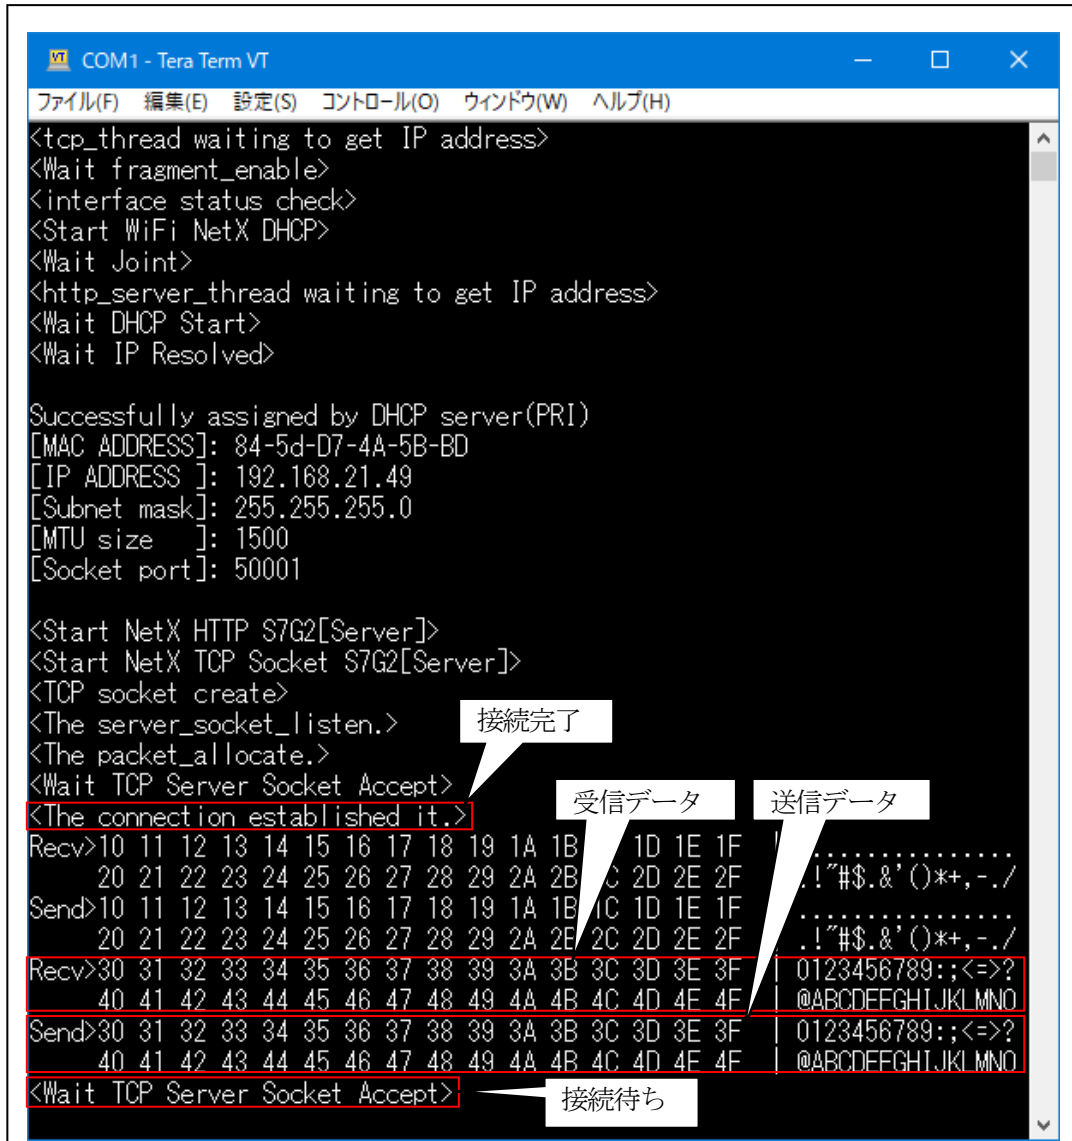 COM1 - Tera Term VT
ファイル(F) 編集(E) 設定(S) コントロール(O) ウィンドウ(W) ヘルプ(H)
<tcp_thread waiting to get IP address>
<Wait fragment_enable>
<interface status check>
<Start WiFi NetX DHCP>
<Wait Joint>
<http_server_thread waiting to get IP address>
<Wait DHCP Start>
<Wait IP Resolved>
Successfully assigned by DHCP server(PRI)
[MAC ADDRESS]: 84-5d-D7-4A-5B-BD
[IP ADDRESS ]: 192.168.21.49
[Subnet mask]: 255.255.255.0
[MTU size   ]: 1500
[Socket port]: 50001
<Start NetX HTTP S7G2[Server]>
<Start NetX TCP Socket S7G2[Server]>
<TCP socket create>
<The server_socket_listen.>
接続完了
<The packet_allocate.>
<Wait TCP Server Socket Accept>
受信データ
送信データ
<The connection established it.>
Recv>10 11 12 13 14 15 16 17 18 19 1A 1B 1D 1E 1F | ................
20 21 22 23 24 25 26 27 28 29 2A 2B 2C 2D 2E 2F | .!"#$.&'()*+,-./
Send>10 11 12 13 14 15 16 17 18 19 1A 1B 1C 1D 1E 1F | ................
20 21 22 23 24 25 26 27 28 29 2A 2B 2C 2D 2E 2F | .!"#$.&'()*+,-./
Recv>30 31 32 33 34 35 36 37 38 39 3A 3B 3C 3D 3E 3F | 0123456789:;<=>?
40 41 42 43 44 45 46 47 48 49 4A 4B 4C 4D 4E 4F | @ABCDEFGHIJKLMNO
Send>30 31 32 33 34 35 36 37 38 39 3A 3B 3C 3D 3E 3F | 0123456789:;<=>?
40 41 42 43 44 45 46 47 48 49 4A 4B 4C 4D 4E 4F | @ABCDEFGHIJKLMNO
<Wait TCP Server Socket Accept>
接続待ち